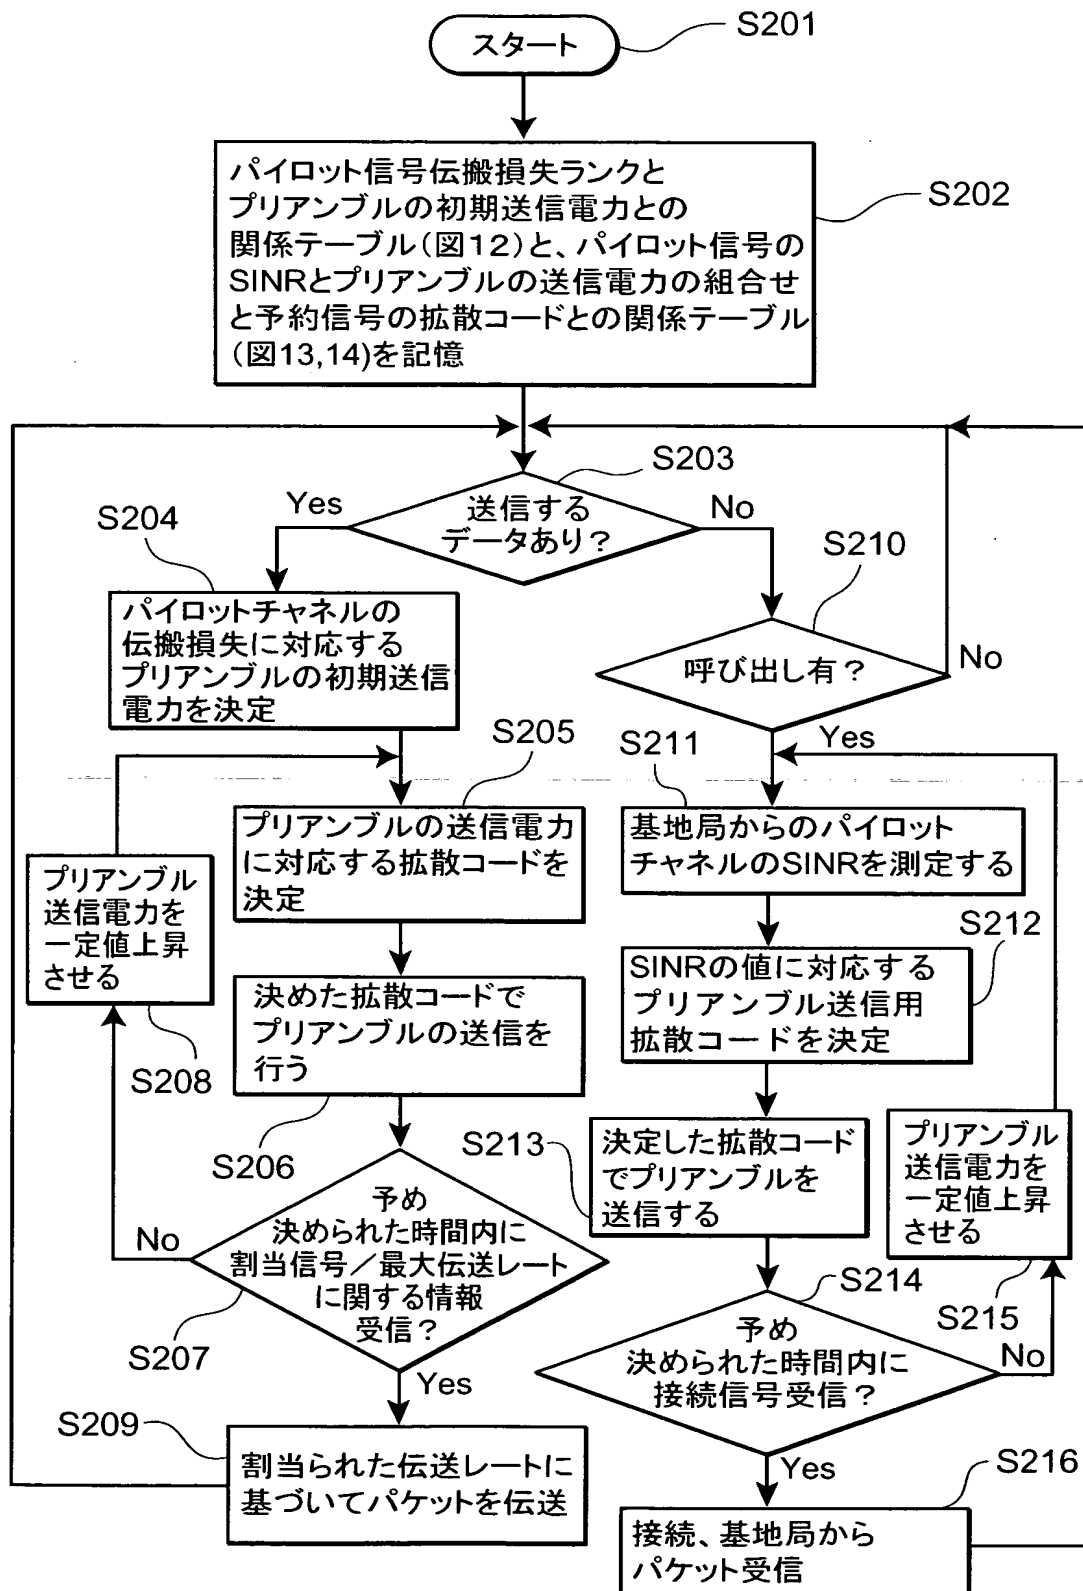 スタート
S201
パイロット信号伝搬損失ランクと
プリアンブルの初期送信電力との
関係テーブル(図12)と、パイロット信号の
SINRとプリアンブルの送信電力の組合せ
と予約信号の拡散コードとの関係テーブル
(図13,14)を記憶
S202
S203
送信する
データあり?
Yes
No
S204
パイロットチャネルの
伝搬損失に対応する
プリアンブルの初期送信
電力を決定
S210
呼び出し有?
No
Yes
S205
プリアンブルの送信電力
に対応する拡散コードを
決定
S211
基地局からのパイロット
チャネルのSINRを測定する
プリアンブル
送信電力を
一定値上昇
させる
S208
決めた拡散コードで
プリアンブルの送信を
行う
S206
S212
SINRの値に対応する
プリアンブル送信用
拡散コードを決定
S213
決定した拡散コード
でプリアンブルを
送信する
プリアンブル
送信電力を
一定値上昇
させる
S215
予め
決められた時間内に
割当信号/最大伝送レート
に関する情報
受信?
No
S207
Yes
S214
予め
決められた時間内に
接続信号受信?
No
Yes
S209
割当られた伝送レートに
基づいてパケットを伝送
S216
接続、基地局から
パケット受信